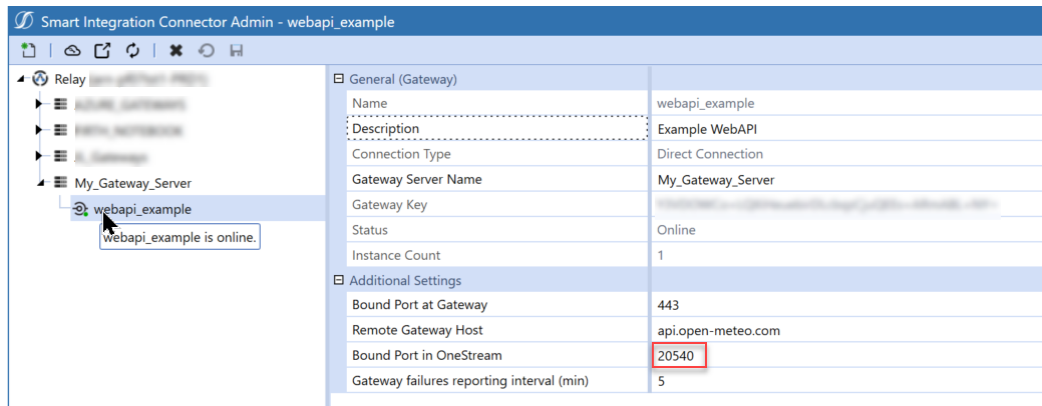 Smart Integration Connector Admin - webapi_example
Relay
My_Gateway_Server
webapi_example
webapi_example is online.
General (Gateway)
Name webapi_example
Description Example WebAPI
Connection Type Direct Connection
Gateway Server Name My_Gateway_Server
Gateway Key
Status Online
Instance Count 1
Additional Settings
Bound Port at Gateway 443
Remote Gateway Host api.open-meteo.com
Bound Port in OneStream 20540
Gateway failures reporting interval (min) 5